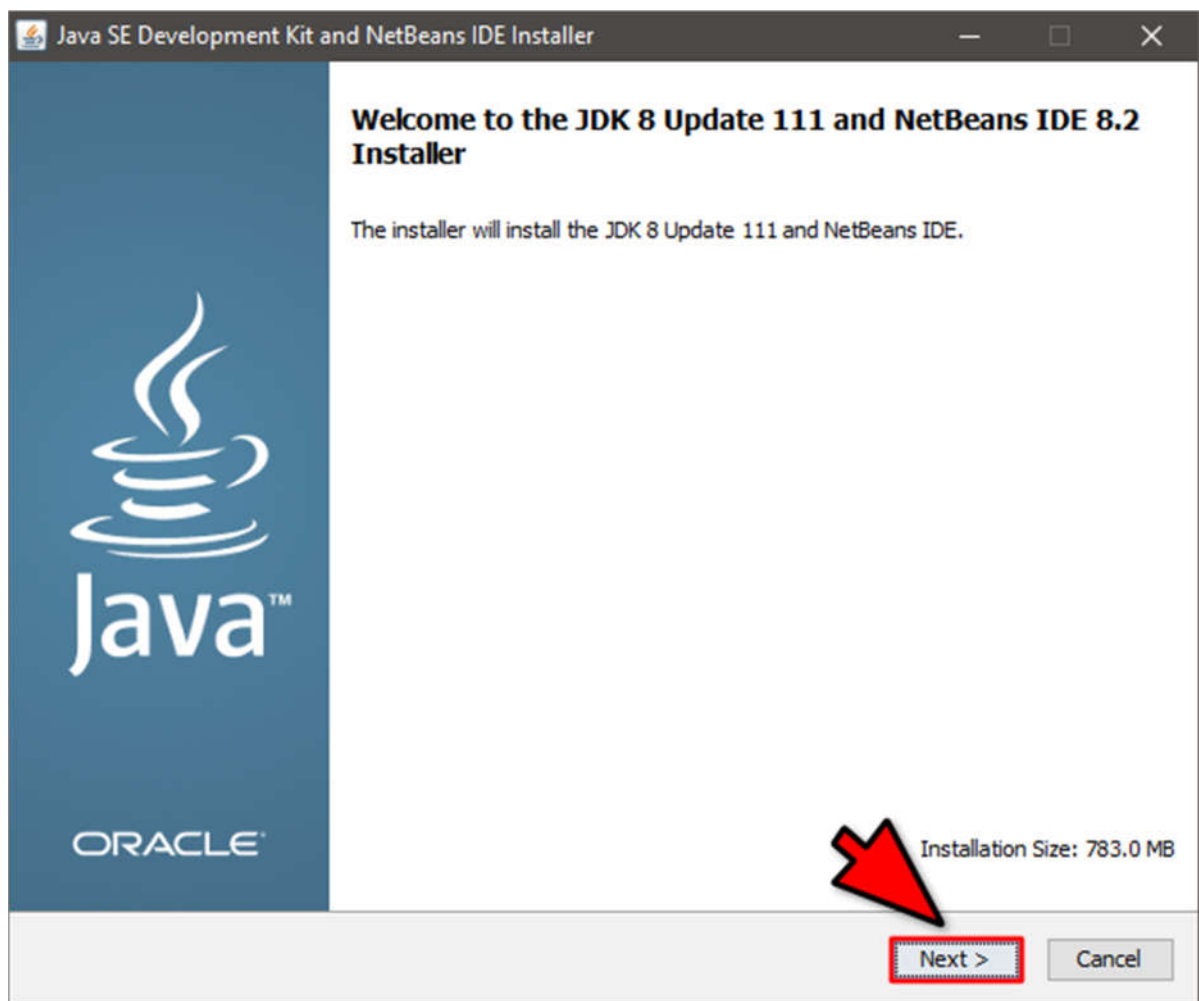 Java SE Development Kit and NetBeans IDE Installer
Welcome to the JDK 8 Update 111 and NetBeans IDE 8.2
Installer
The installer will install the JDK 8 Update 111 and NetBeans IDE.
Java™
ORACLE®
Installation Size: 783.0 MB
Next >
Cancel